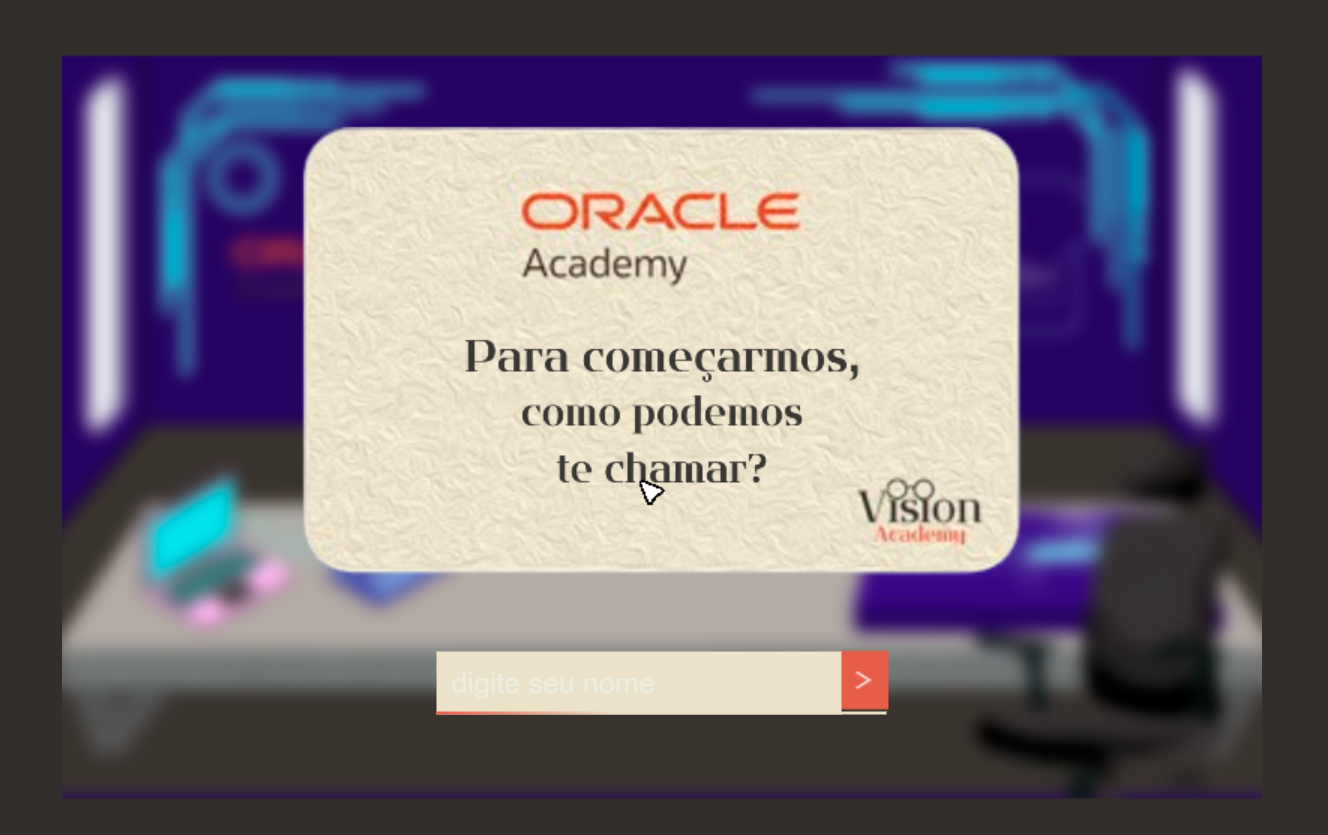 ORACLE
Academy
Para começarmos,
como podemos
te chamar?
Vision
Academy
digite seu nome
>